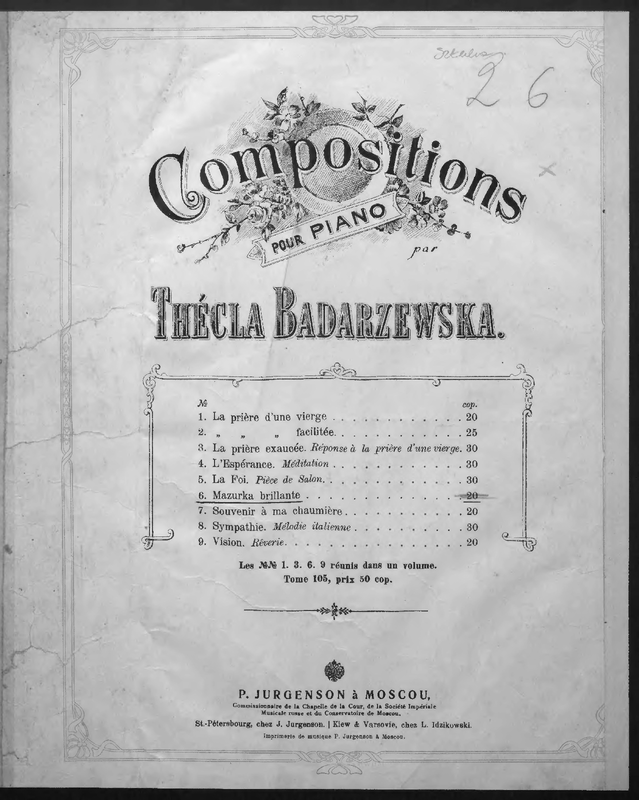 26
Compositions
POUR PIANO
par
THÉCLA BADARZEWSKA.
№ cop.
1. La prière d'une vierge . . . . . . . . . . . . . 20
2. „ „ „ facilitée. . . . . . . . . . . . . 25
3. La prière exaucée. Réponse à la prière d'une vierge. 30
4. L'Espérance. Méditation . . . . . . . . . . . . . 30
5. La Foi. Pièce de Salon. . . . . . . . . . . . . . 30
6. Mazurka brillante . . . . . . . . . . . . . . . 20
7. Souvenir à ma chaumière . . . . . . . . . . . . 20
8. Sympathie. Mélodie italienne . . . . . . . . . . . 30
9. Vision. Rêverie. . . . . . . . . . . . . . . . . 20
Les №№ 1. 3. 6. 9 réunis dans un volume.
Tome 105, prix 50 cop.
P. JURGENSON à MOSCOU,
Commissionnaire de la Chapelle de la Cour, de la Société Impériale
Musicale russe et du Conservatoire de Moscou.
St.-Pétersbourg, chez J. Jurgenson. | Kiew & Varsovie, chez L. Idzikowski.
Imprimerie de musique P. Jurgenson à Moscou.